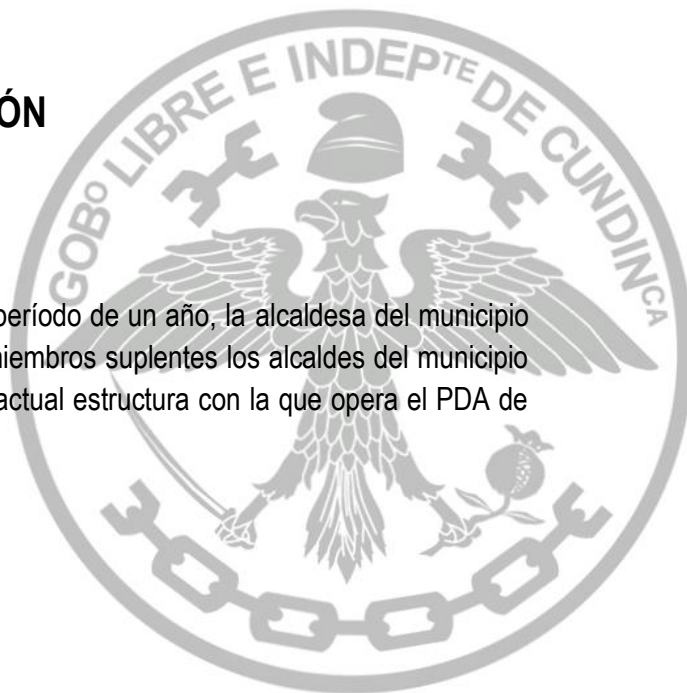 GOBº LIBRE E INDEPTE DE CUNDINCA
ÓN
período de un año, la alcaldesa del municipio
miembros suplentes los alcaldes del municipio
actual estructura con la que opera el PDA de